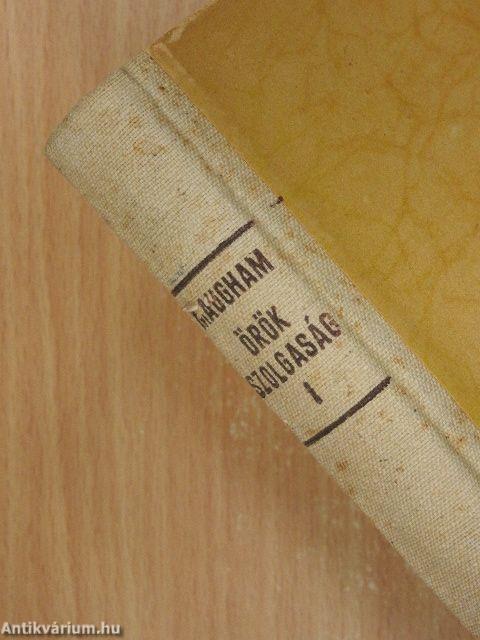 MAUGHAM
ÖRÖK
SZOLGASÁG
I
Antikvárium.hu